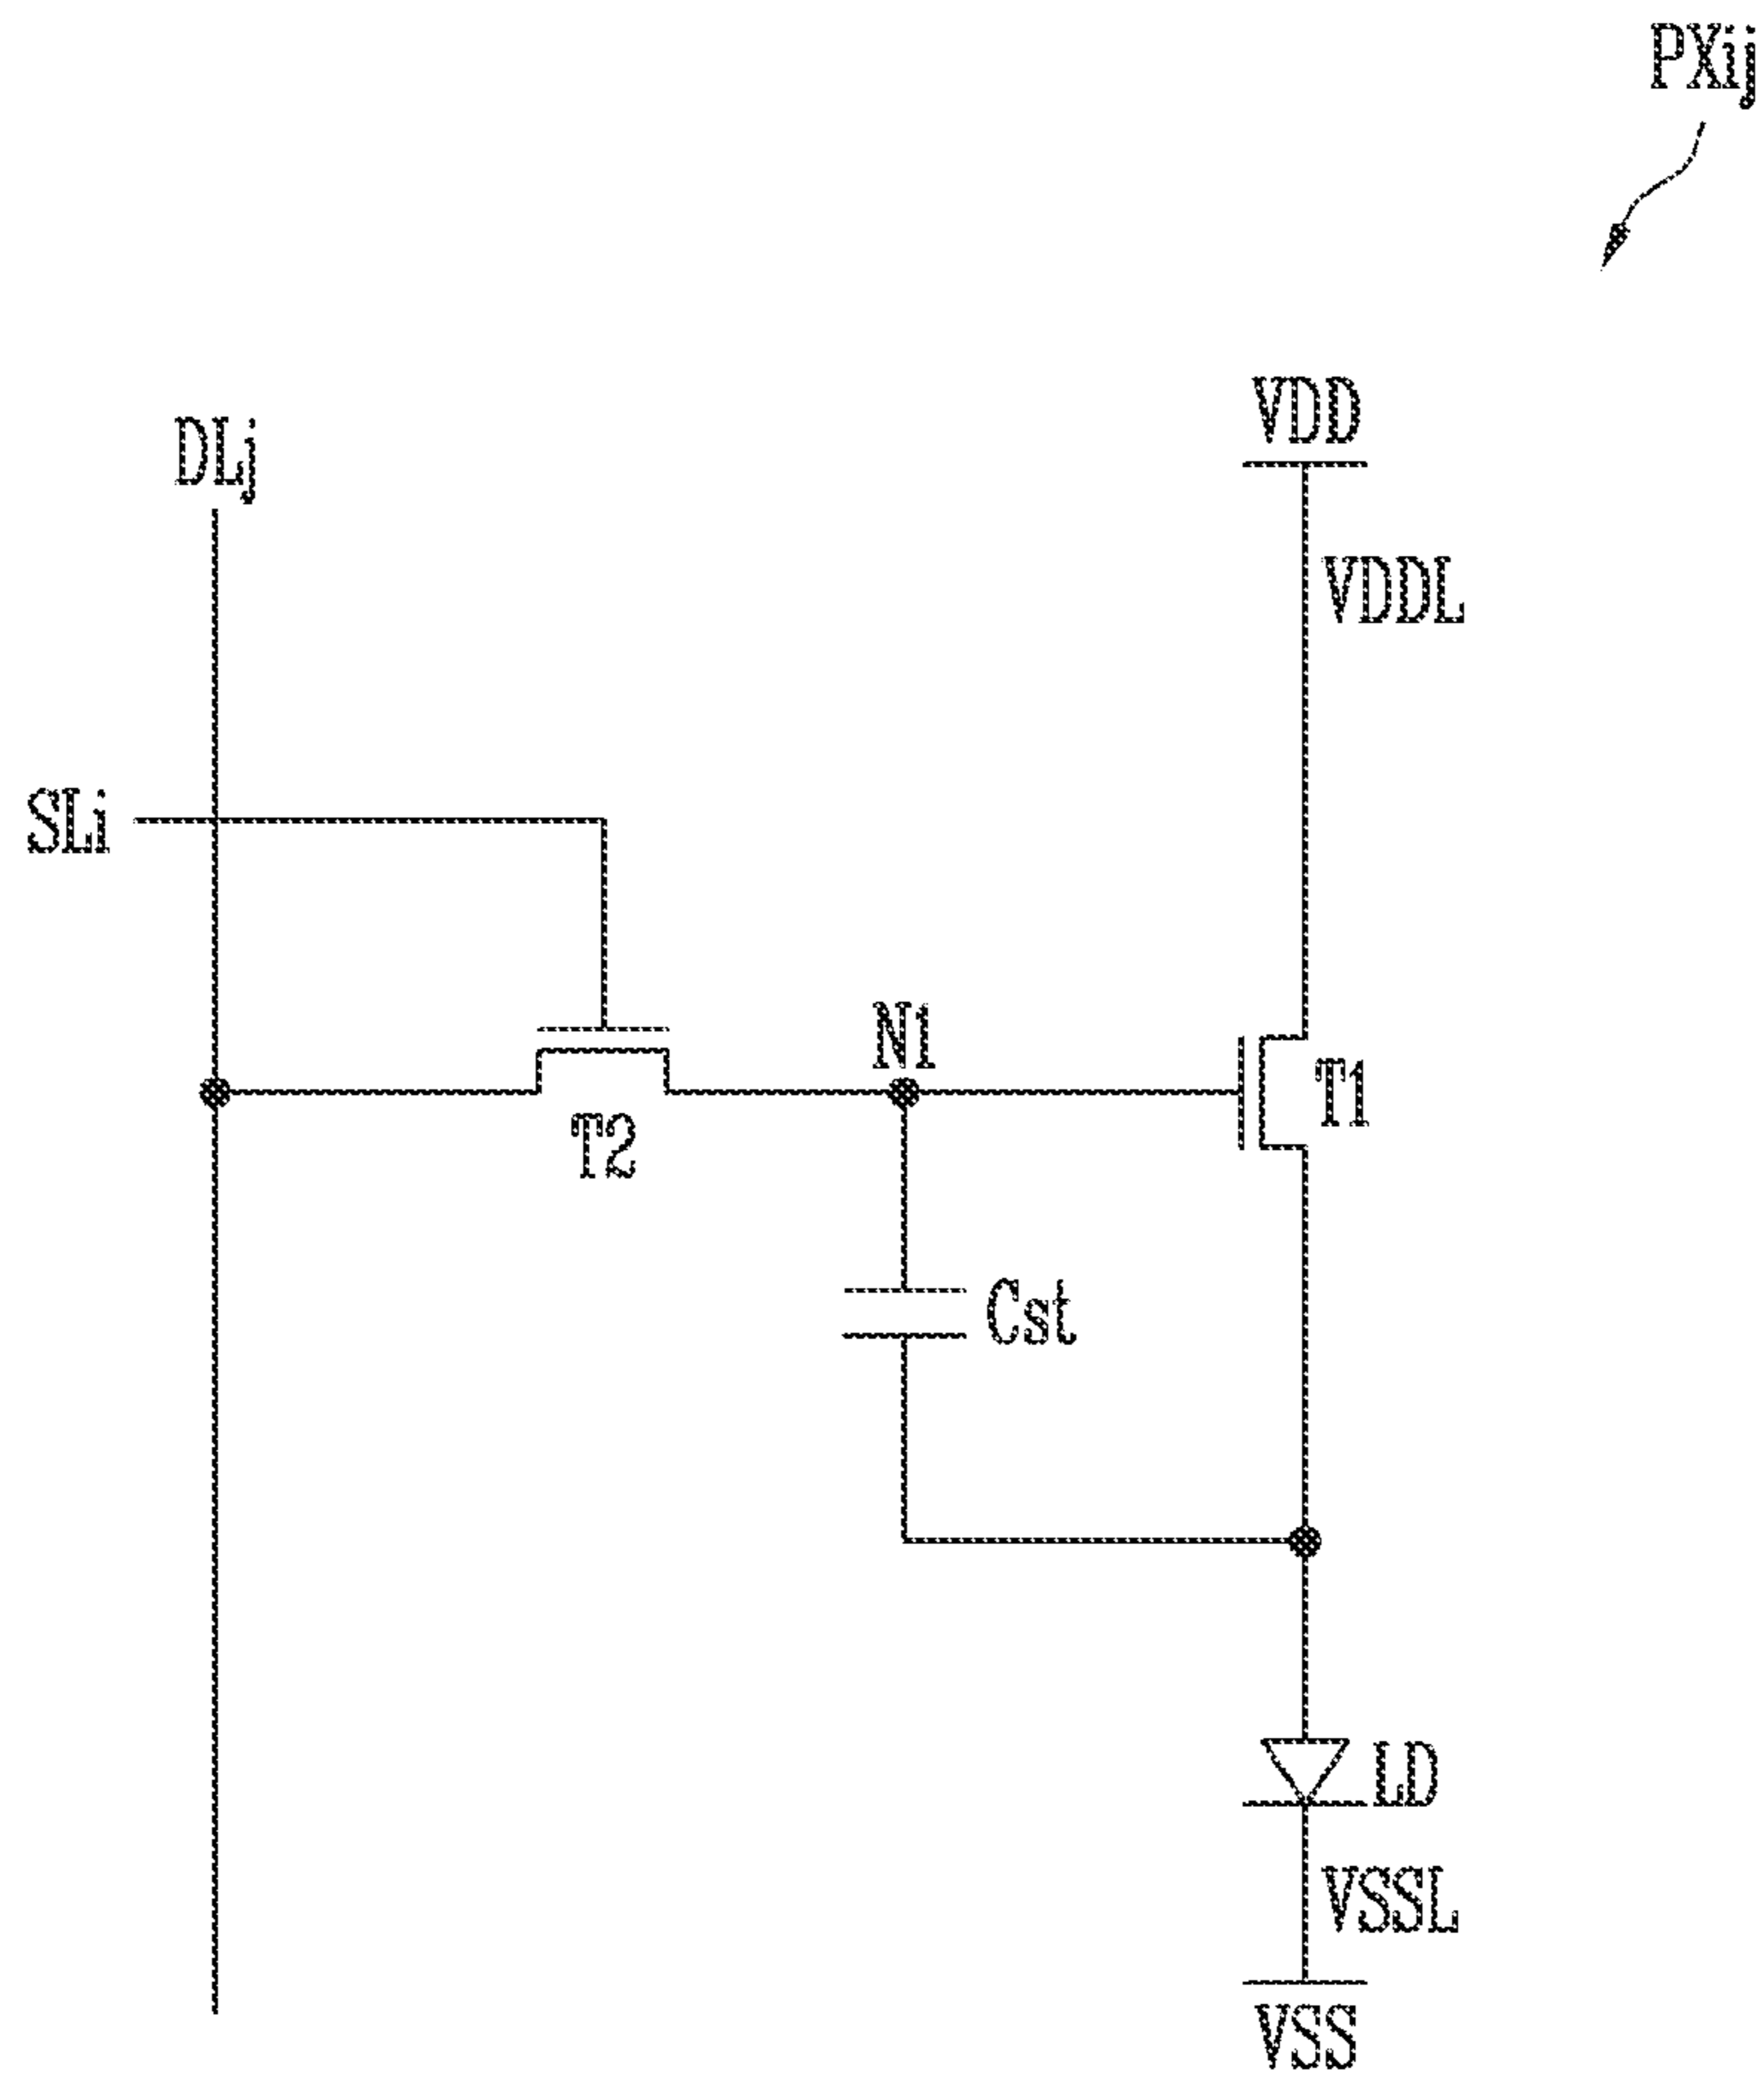 PXij
VDD
DLj
VDDL
SLi
N1
T1
T2
Cst
LD
VSSL
VSS